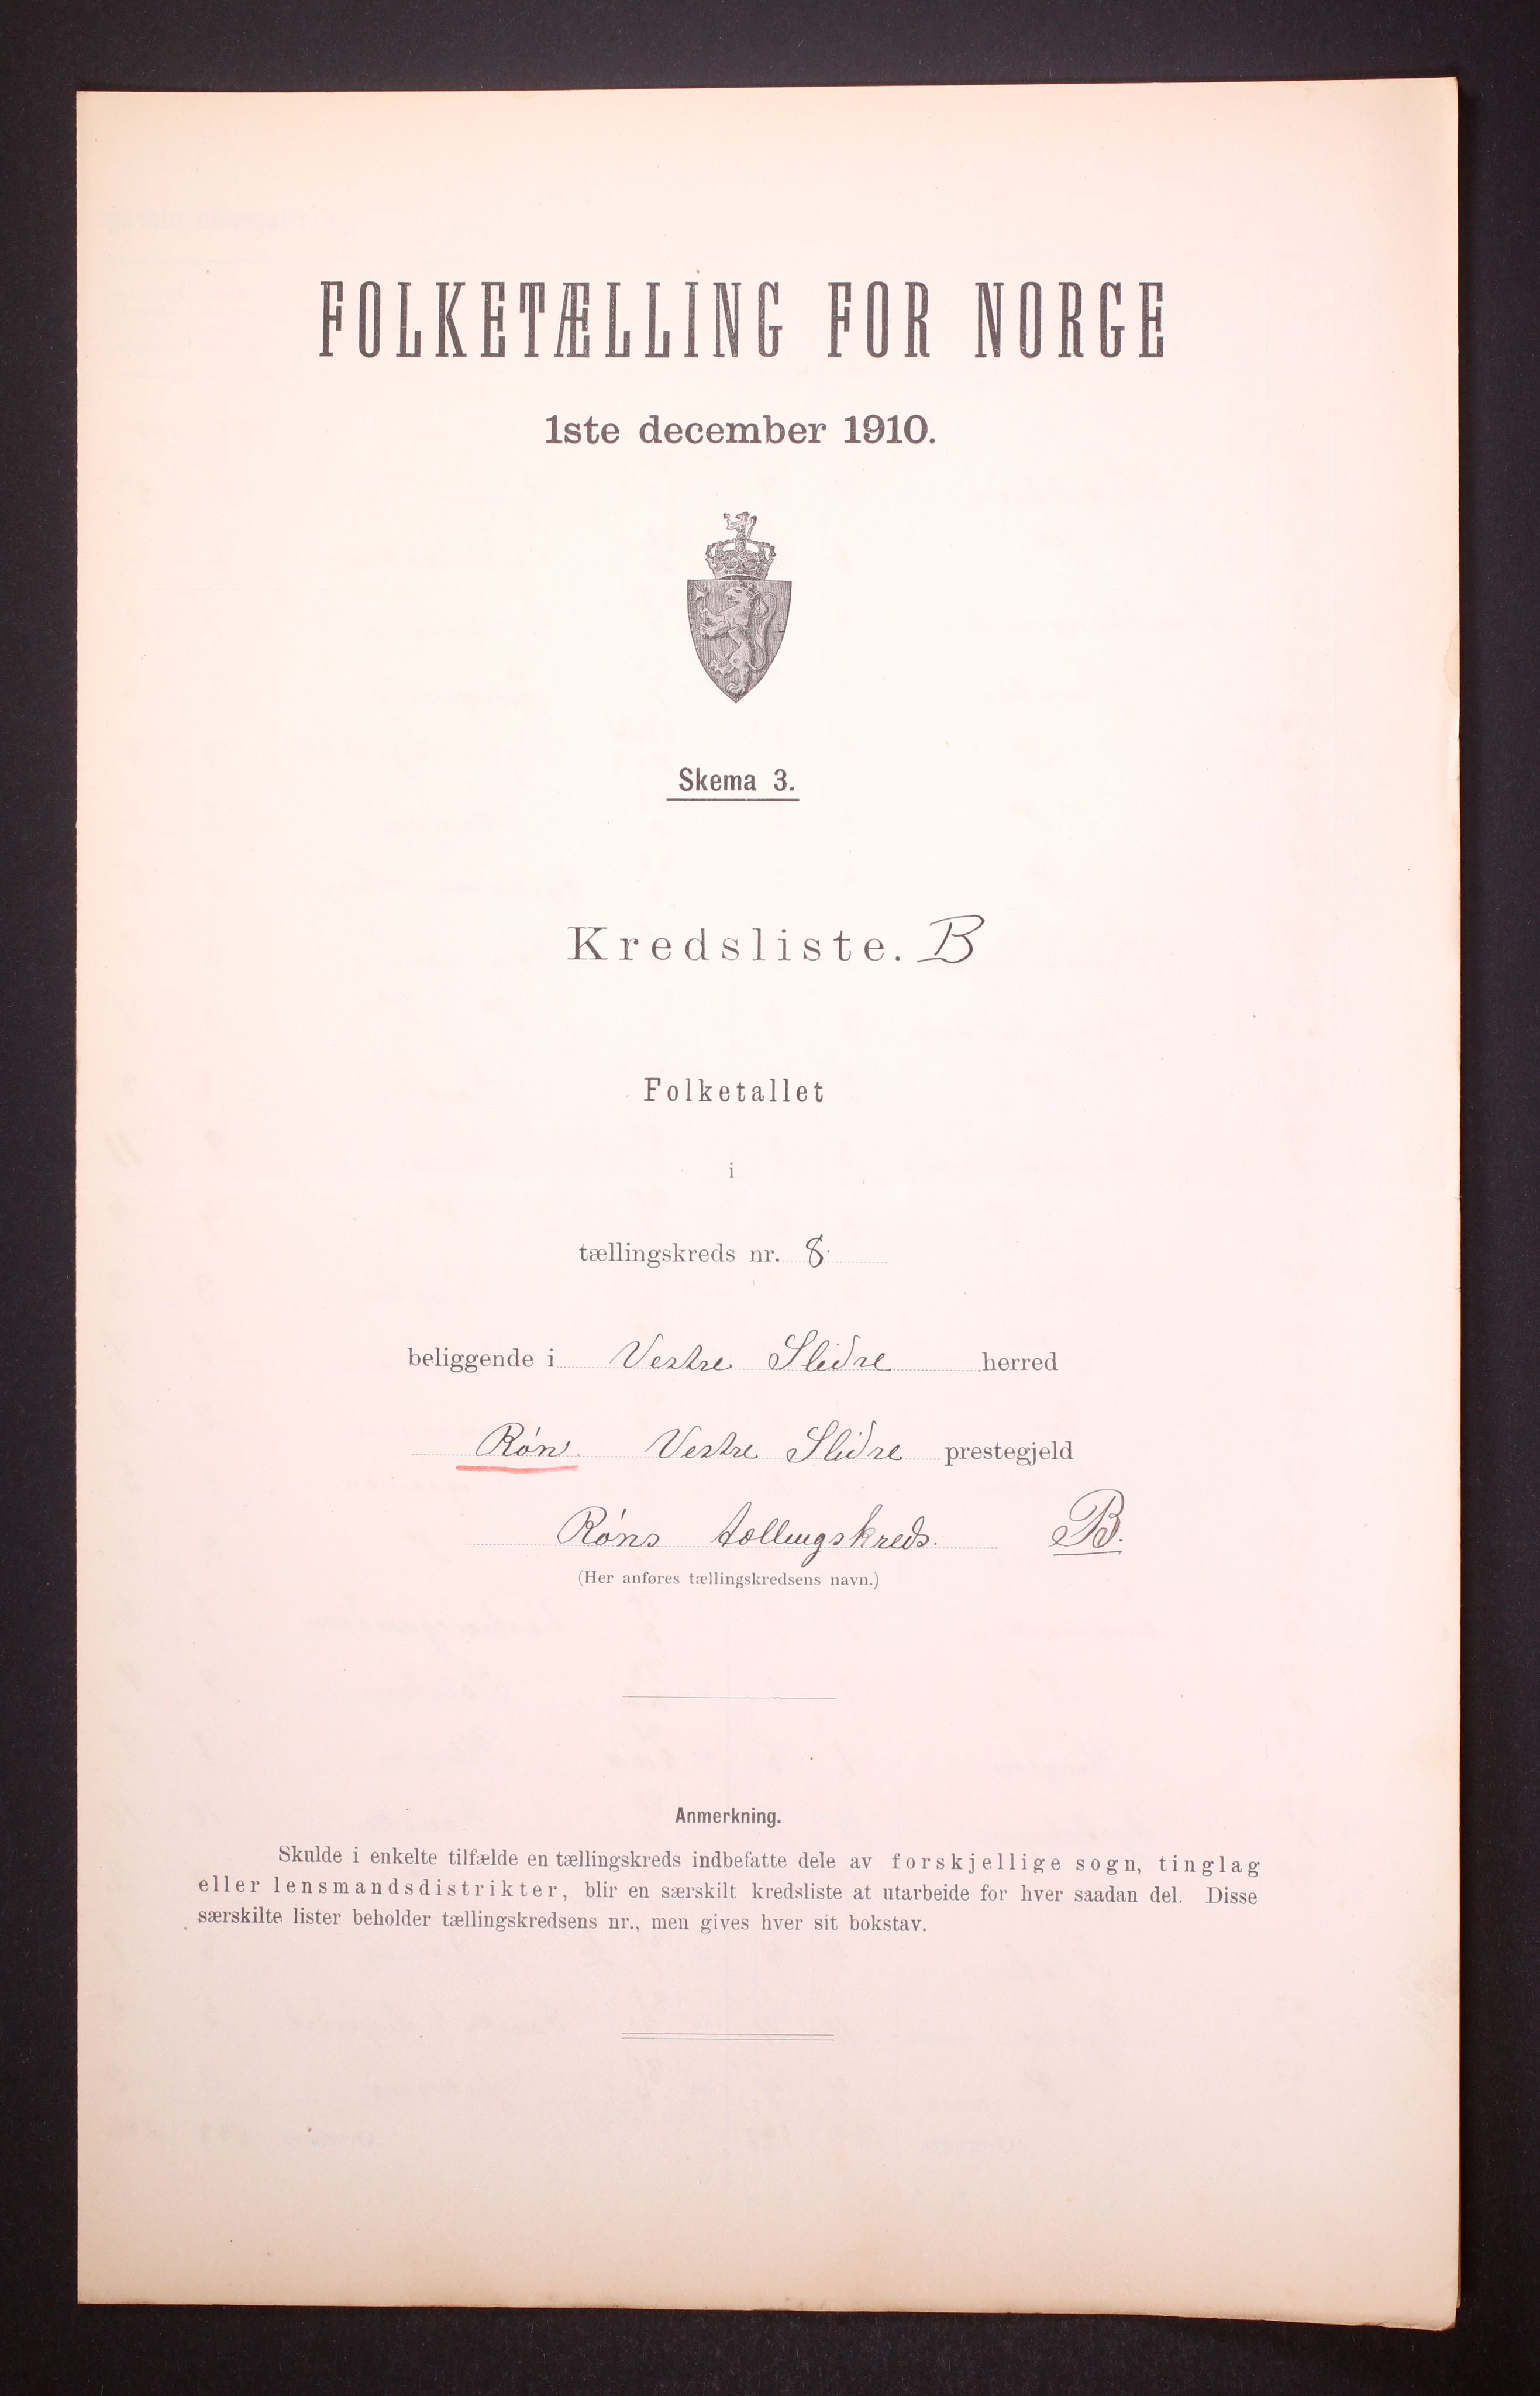 FOLKETÆLLING FOR NORGE
1ste december 1910.
Skema 3.
Kredsliste. B
Folketallet
i
tællingskreds nr. 8.
beliggende i Vestre Slidre herred
Røn. Vestre Slidre prestegjeld
Røns tællingskreds. B.
(Her anføres tællingskredsens navn.)
Anmerkning.
Skulde i enkelte tilfælde en tællingskreds indbefatte dele av forskjellige sogn, tinglag
eller lensmandsdistrikter, blir en særskilt kredsliste at utarbeide for hver saadan del. Disse
særskilte lister beholder tællingskredsens nr., men gives hver sit bokstav.